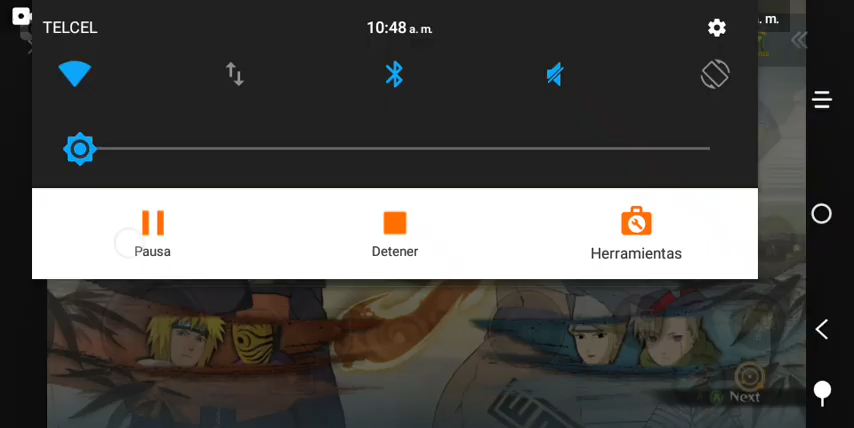 TELCEL
10:48 a. m.
. m.
Pausa
Detener
Herramientas
Next